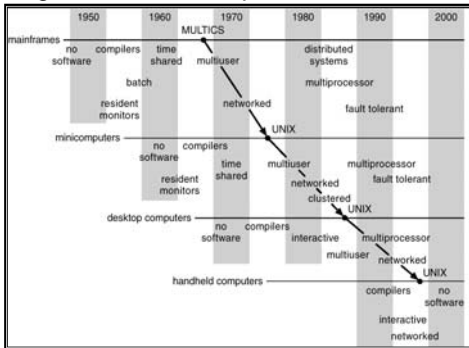 1950 1960 1970 1980 1990 2000
MULTICS
mainframes
no software compilers time shared multiuser distributed systems
batch multiprocessor
resident monitors networked fault tolerant
UNIX
minicomputers
no software compilers time shared multiuser multiprocessor
resident monitors networked fault tolerant
clustered
UNIX
desktop computers
no software compilers interactive multiprocessor
multiuser networked
UNIX
handheld computers
compilers no software
interactive
networked